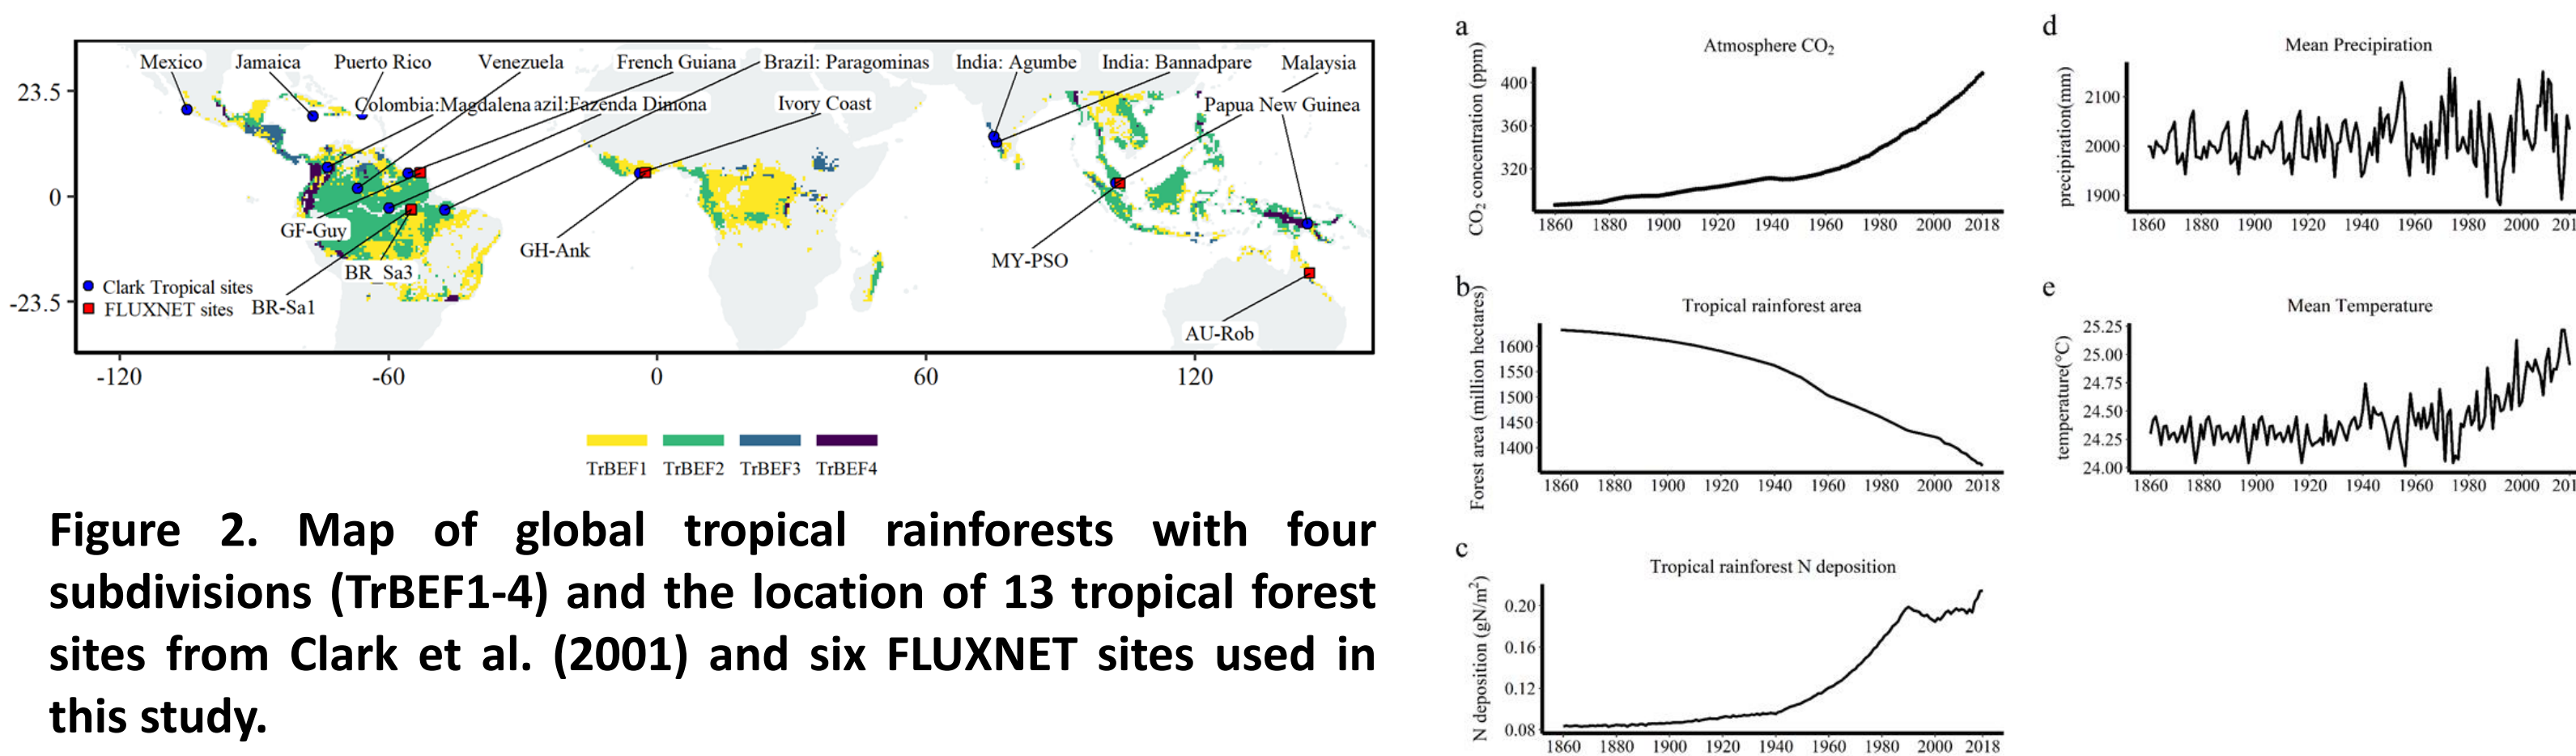 Mexico Jamaica Puerto Rico Venezuela French Guiana Brazil: Paragominas India: Agumbe India: Bannadpare Malaysia
23.5
Colombia:Magdalena azil:Fazenda Dimona Ivory Coast Papua New Guinea
0
GF-Guy
GH-Ank
BR_Sa3
MY-PSO
Clark Tropical sites
-23.5
FLUXNET sites BR-Sa1
AU-Rob
-120 -60 0 60 120
TrBEF1 TrBEF2 TrBEF3 TrBEF4
Figure 2. Map of global tropical rainforests with four
subdivisions (TrBEF1-4) and the location of 13 tropical forest
sites from Clark et al. (2001) and six FLUXNET sites used in
this study.
a
Atmosphere CO₂
CO₂ concentration (ppm)
400
360
320
1860 1880 1900 1920 1940 1960 1980 2000 2018
b
Tropical rainforest area
Forest area (million hectares)
1600
1550
1500
1450
1400
1860 1880 1900 1920 1940 1960 1980 2000 2018
c
Tropical rainforest N deposition
N deposition (gN/m²)
0.20
0.16
0.12
0.08
1860 1880 1900 1920 1940 1960 1980 2000 2018
d
Mean Precipiration
precipiration(mm)
2100
2000
1900
1860 1880 1900 1920 1940 1960 1980 2000 201
e
Mean Temperature
temperature(°C)
25.25
25.00
24.75
24.50
24.25
24.00
1860 1880 1900 1920 1940 1960 1980 2000 201